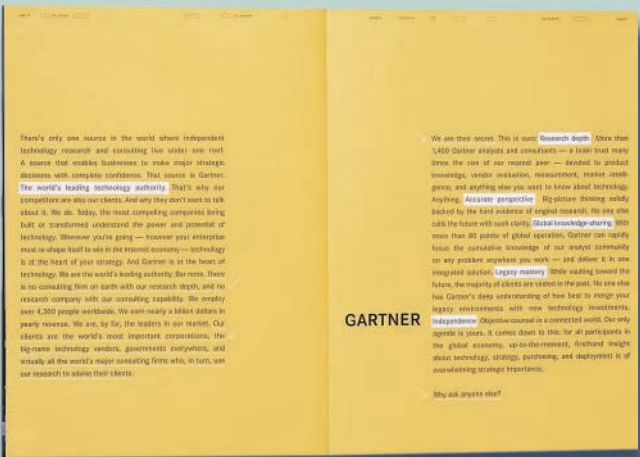 There's only one source in the world where independent
technology research and consulting live under one roof.
A source that enables businesses to make major strategic
decisions with complete confidence. That source is Gartner.
The world's leading technology authority. That's why our
competitors are also our clients. And why they don't want to talk
about it. We do. Today, the most compelling companies being
built or transformed understand the power and potential of
technology. Wherever you're going — however your enterprise
must re-shape itself to win in the Internet economy — technology
is at the heart of your strategy. And Gartner is at the heart of
technology. We are the world's leading authority. Bar none. There
is no consulting firm on earth with our research depth, and no
research company with our consulting capability. We employ
over 4,300 people worldwide. We earn nearly a billion dollars in
yearly revenue. We are, by far, the leaders in our market. Our
clients are the world's most important corporations, the
big-name technology vendors, governments everywhere, and
virtually all the world's major consulting firms who, in turn, use
our research to advise their clients.
GARTNER
We are their secret. This is ours: Research depth More than
1,400 Gartner analysts and consultants — a brain trust many
times the size of our nearest peer — devoted to product
knowledge, vendor evaluation, measurement, market intelli-
gence, and anything else you want to know about technology.
Anything. Accurate perspective Big-picture thinking solidly
backed by the hard evidence of original research. No one else
calls the future with such clarity. Global knowledge-sharing With
more than 80 points of global operation, Gartner can rapidly
focus the cumulative knowledge of our analyst community
on any problem anywhere you work — and deliver it in one
integrated solution. Legacy mastery While vaulting toward the
future, the majority of clients are vested in the past. No one else
has Gartner's deep understanding of how best to merge your
legacy environments with new technology investments.
Independence Objective counsel in a connected world. Our only
agenda is yours. It comes down to this: for all participants in
the global economy, up-to-the-moment, firsthand insight
about technology, strategy, purchasing, and deployment is of
overwhelming strategic importance.
Why ask anyone else?